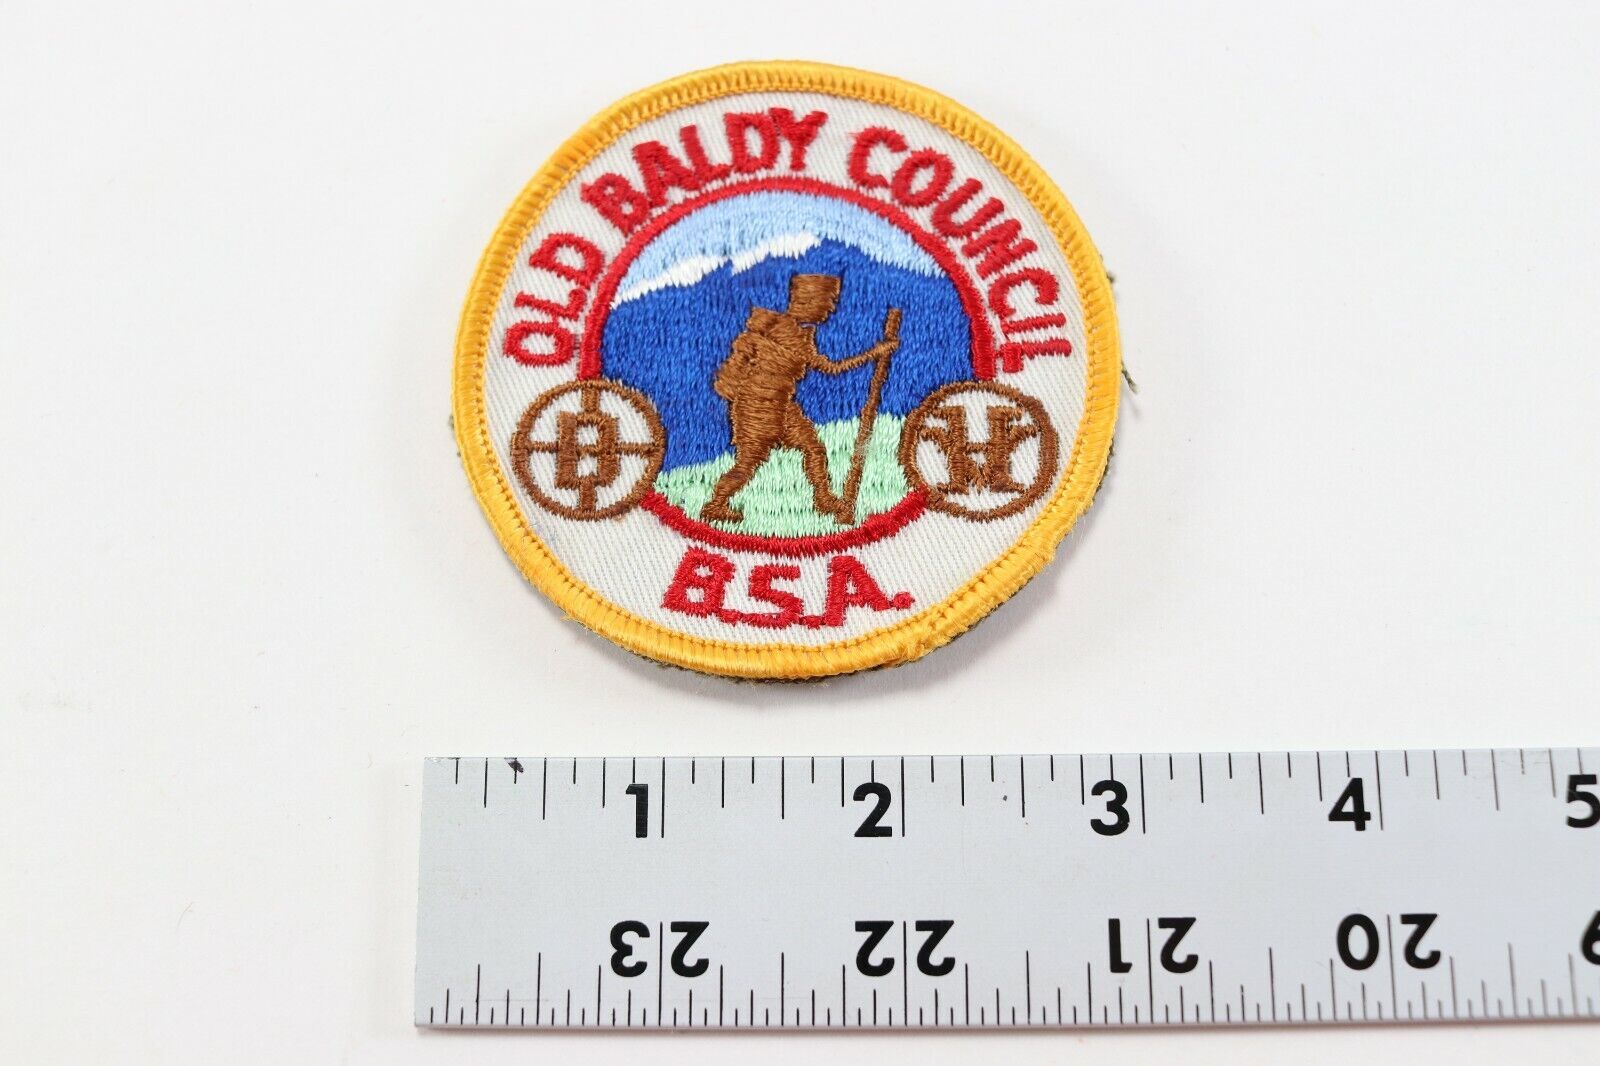 OLD BALDY COUNCIL
B H
B.S.A.
1 2 3 4 5
23 22 21 20